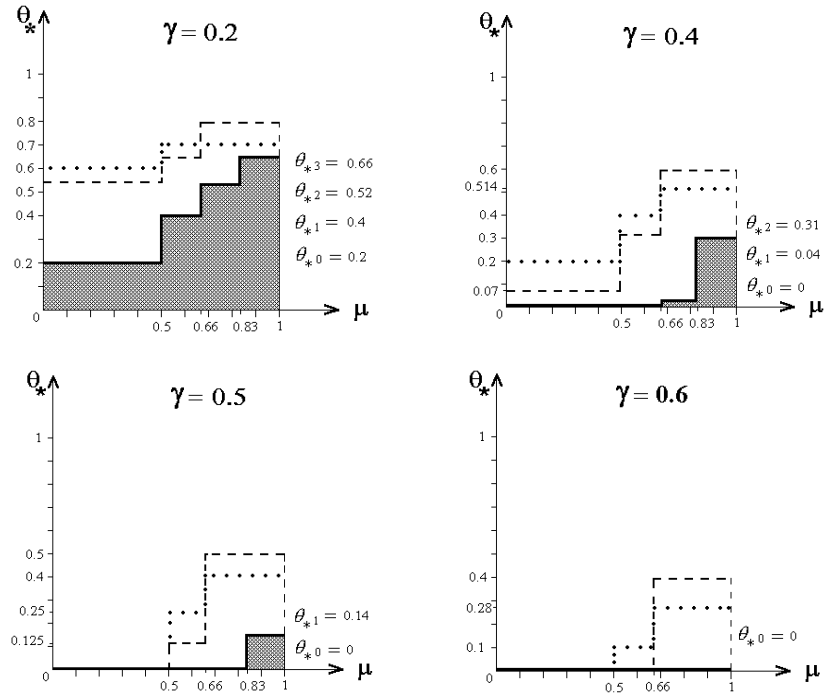 θ* γ = 0.2
1
0.8
0.7
0.6
0.5
0.4
0.2
θ*3 = 0.66
θ*2 = 0.52
θ*1 = 0.4
θ*0 = 0.2
0 0.5 0.66 0.83 1 μ
θ* γ = 0.4
1
0.6
0.514
0.4
0.3
0.2
0.07
θ*2 = 0.31
θ*1 = 0.04
θ*0 = 0
0 0.5 0.66 0.83 1 μ
θ* γ = 0.5
1
0.5
0.4
0.25
0.125
θ*1 = 0.14
θ*0 = 0
0 0.5 0.66 0.83 1 μ
θ* γ = 0.6
1
0.4
0.28
0.1
θ*0 = 0
0 0.5 0.66 1 μ